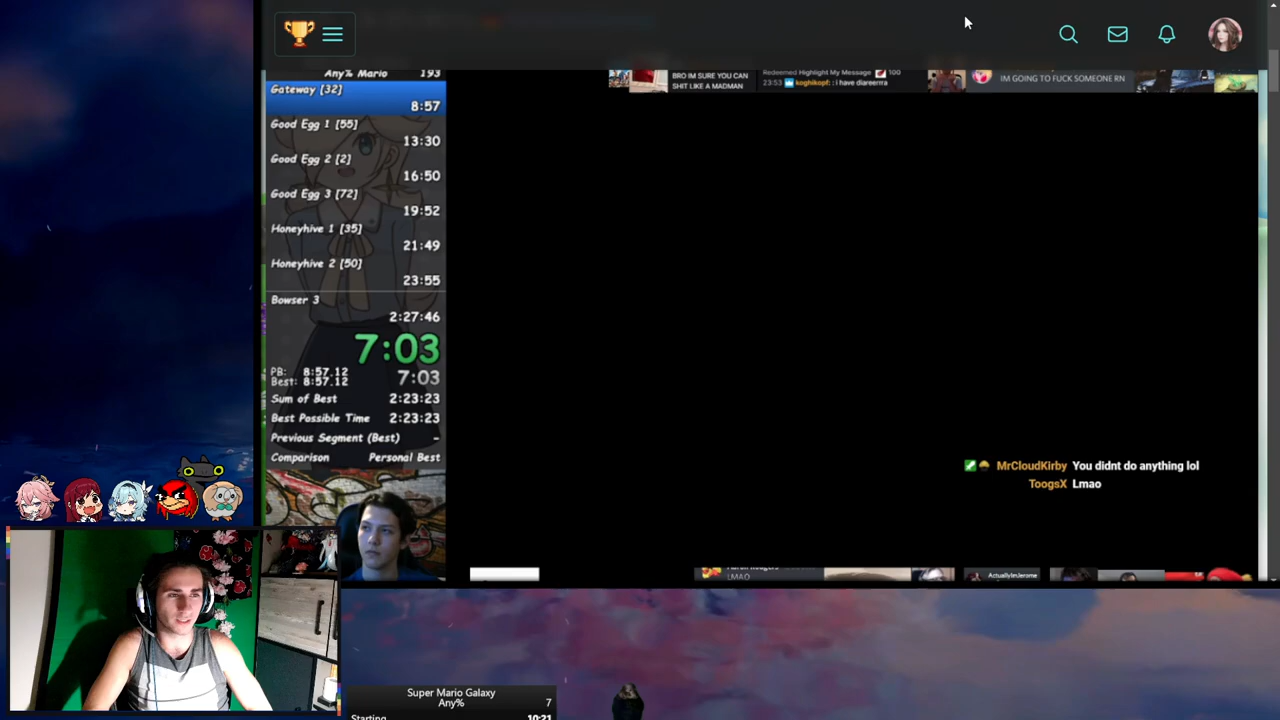 Any% Mario 193
BRO IM SURE YOU CAN
SHIT LIKE A MADMAN
Redeemed Highlight My Message 100
23:53 koghikopf: : i have diareerrra
IM GOING TO FUCK SOMEONE RN
Gateway [32]
8:57
Good Egg 1 [55]
13:30
Good Egg 2 [2]
16:50
Good Egg 3 [72]
19:52
Honeyhive 1 [35]
21:49
Honeyhive 2 [50]
23:55
Bowser 3
2:27:46
7:03
PB: 8:57.12
Best: 8:57.12 7:03
Sum of Best 2:23:23
Best Possible Time 2:23:23
Previous Segment (Best) -
Comparison Personal Best
MrCloudKirby You didnt do anything lol
ToogsX Lmao
LMAO
ActuallyImJerome
Super Mario Galaxy
Any% 7
Starting 10:21